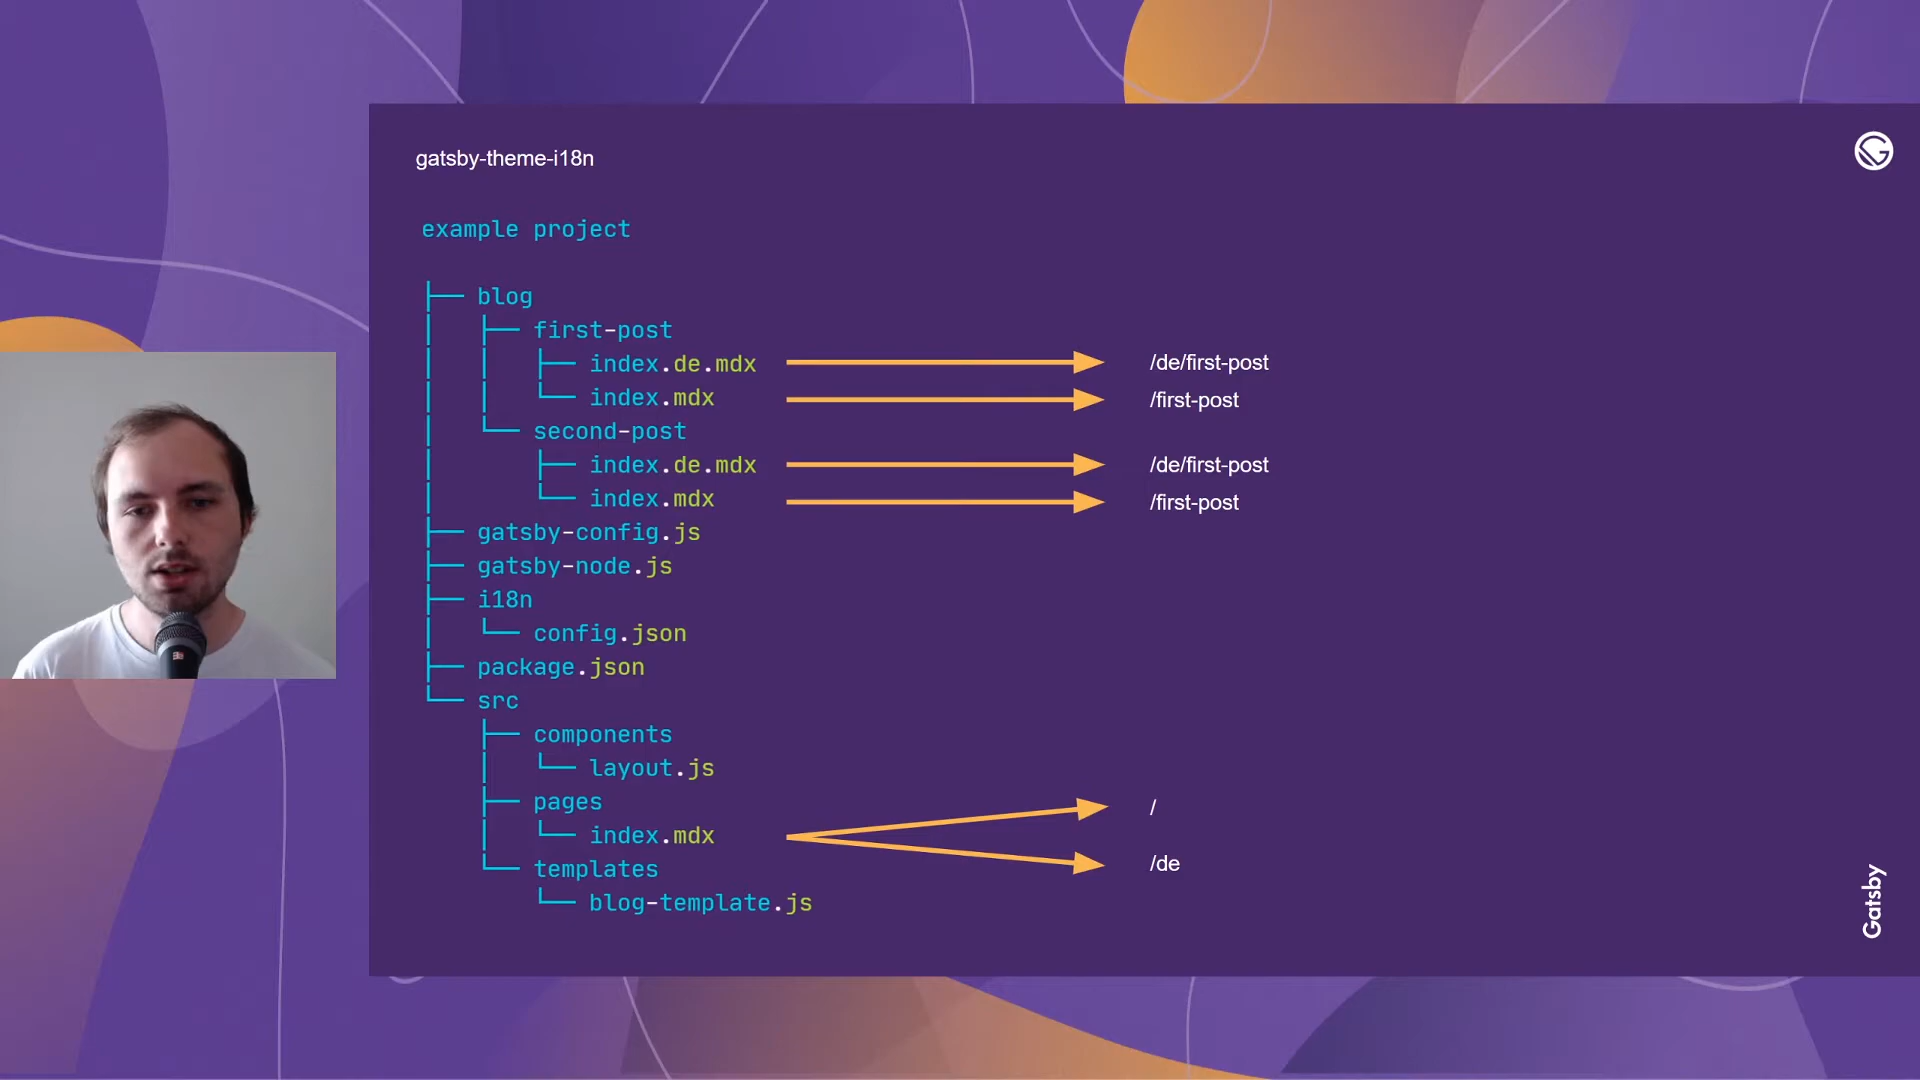 gatsby-theme-i18n
example project
blog
first-post
index.de.mdx /de/first-post
index.mdx /first-post
second-post
index.de.mdx /de/first-post
index.mdx /first-post
gatsby-config.js
gatsby-node.js
i18n
config.json
package.json
src
components
layout.js
pages
/
index.mdx
/de
templates
blog-template.js
Gatsby